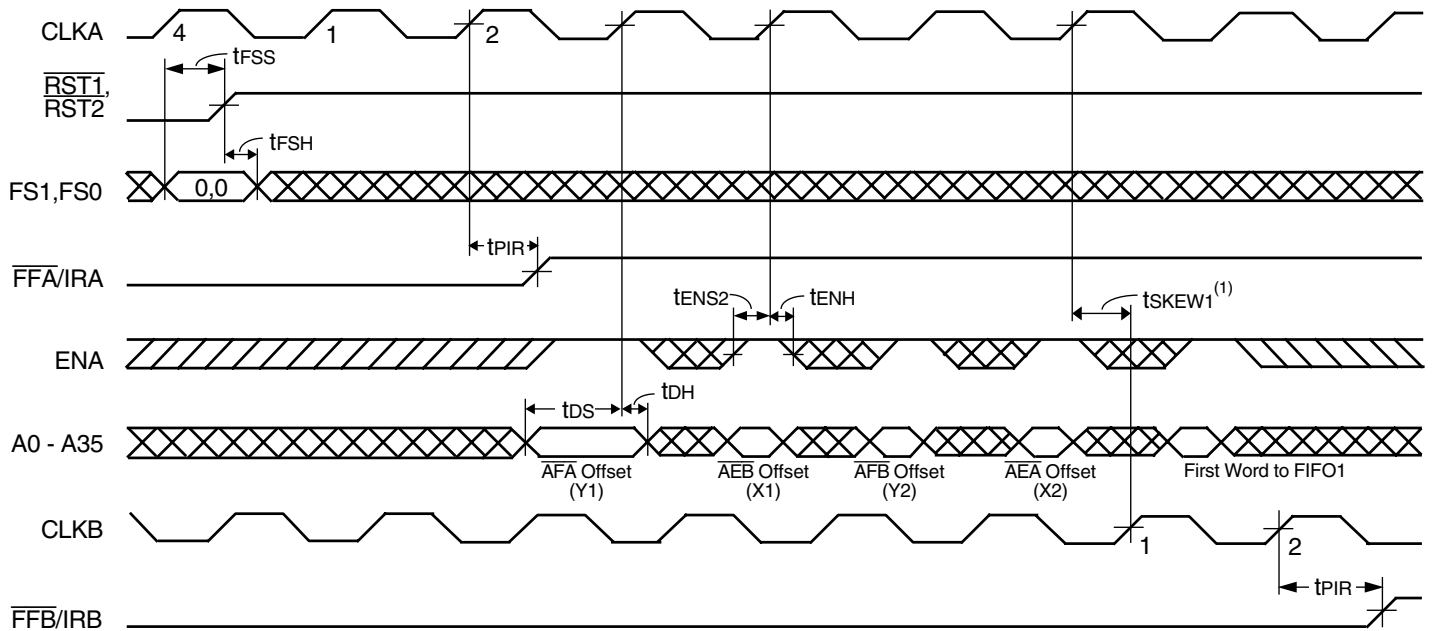 CLKA 4 1 2
tFSS
RST1,
RST2
tFSH
FS1,FS0 0,0
tPIR
FFA/IRA
tENS2 tENH tSKEW1(1)
ENA
tDS tDH
A0 - A35
AFA Offset AEB Offset AFB Offset AEA Offset First Word to FIFO1
(Y1) (X1) (Y2) (X2)
CLKB 1 2
tPIR
FFB/IRB